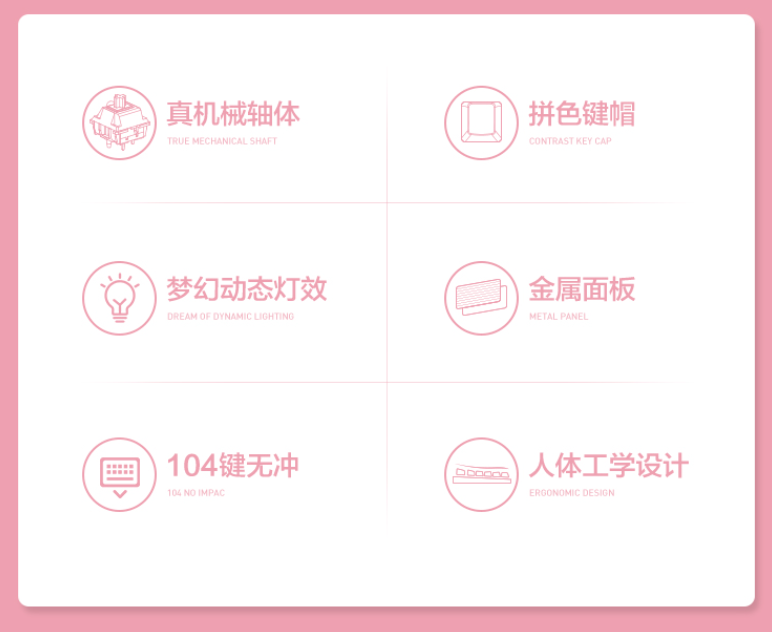 真机械轴体
TRUE MECHANICAL SHAFT
拼色键帽
CONTRAST KEY CAP
梦幻动态灯效
DREAM OF DYNAMIC LIGHTING
金属面板
METAL PANEL
104键无冲
104 NO IMPAC
人体工学设计
ERGONOMIC DESIGN